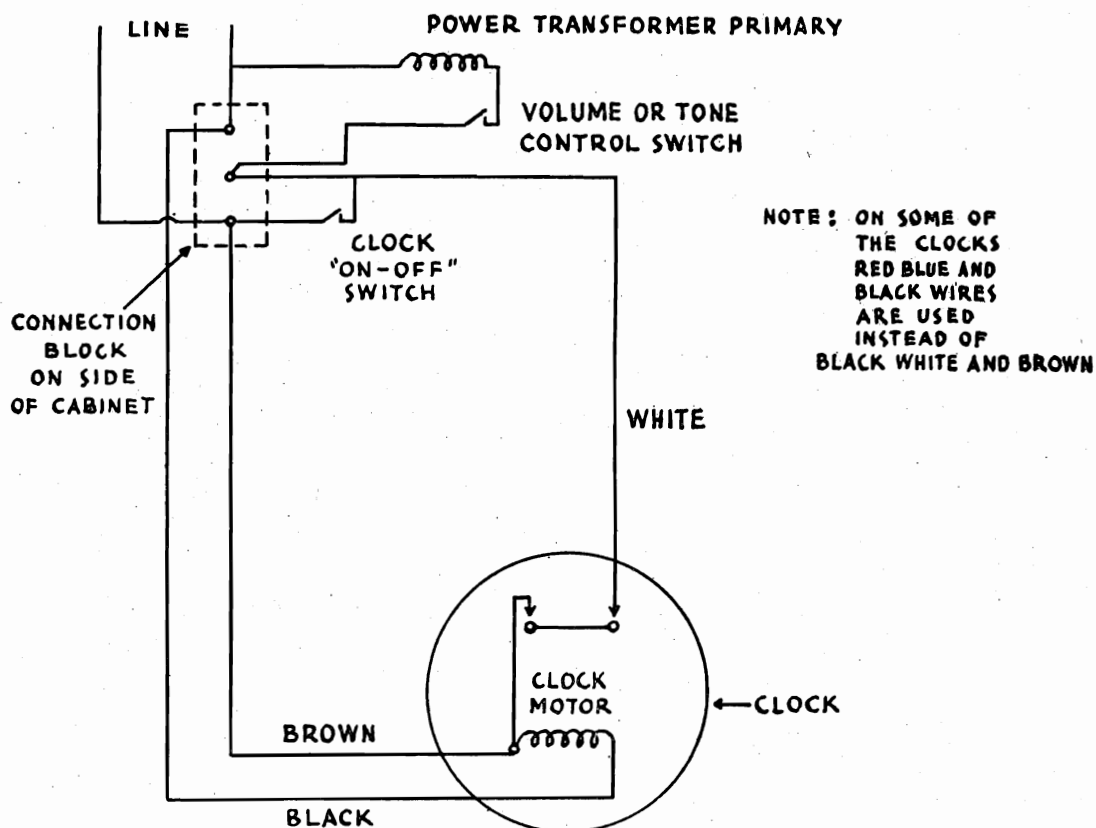 LINE
POWER TRANSFORMER PRIMARY
VOLUME OR TONE
CONTROL SWITCH
CLOCK
"ON-OFF"
SWITCH
NOTE: ON SOME OF
THE CLOCKS
RED BLUE AND
BLACK WIRES
ARE USED
INSTEAD OF
BLACK WHITE AND BROWN
CONNECTION
BLOCK
ON SIDE
OF CABINET
WHITE
CLOCK
MOTOR
CLOCK
BROWN
BLACK